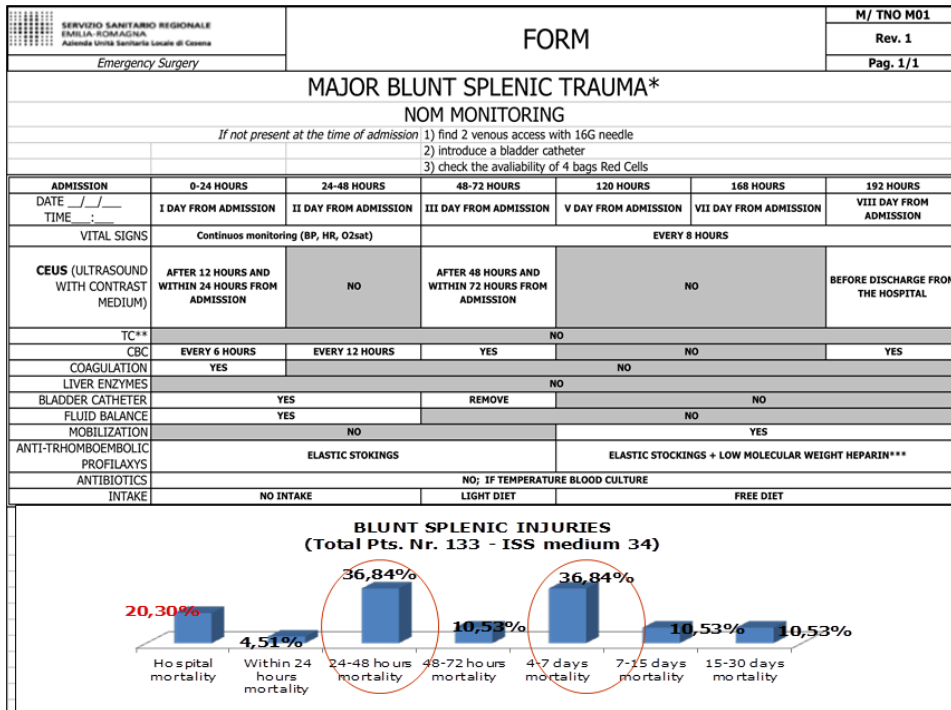 SERVIZIO SANITARIO REGIONALE
EMILIA-ROMAGNA
Azienda Unità Sanitaria Locale di Cesena
Emergency Surgery
FORM
M/ TNO M01
Rev. 1
Pag. 1/1
MAJOR BLUNT SPLENIC TRAUMA*
NOM MONITORING
If not present at the time of admission 1) find 2 venous access with 16G needle
2) introduce a bladder catheter
3) check the avaliability of 4 bags Red Cells
ADMISSION 0-24 HOURS 24-48 HOURS 48-72 HOURS 120 HOURS 168 HOURS 192 HOURS
DATE __/__/___
TIME___:___
I DAY FROM ADMISSION II DAY FROM ADMISSION III DAY FROM ADMISSION V DAY FROM ADMISSION VII DAY FROM ADMISSION
VIII DAY FROM
ADMISSION
VITAL SIGNS Continuos monitoring (BP, HR, O2sat) EVERY 8 HOURS
CEUS (ULTRASOUND
WITH CONTRAST
MEDIUM)
AFTER 12 HOURS AND
WITHIN 24 HOURS FROM
ADMISSION
NO
AFTER 48 HOURS AND
WITHIN 72 HOURS FROM
ADMISSION
NO
BEFORE DISCHARGE FROM
THE HOSPITAL
TC** NO
CBC EVERY 6 HOURS EVERY 12 HOURS YES NO YES
COAGULATION YES NO
LIVER ENZYMES NO
BLADDER CATHETER YES REMOVE NO
FLUID BALANCE YES NO
MOBILIZATION NO YES
ANTI-TRHOMBOEMBOLIC
PROFILAXYS
ELASTIC STOKINGS ELASTIC STOCKINGS + LOW MOLECULAR WEIGHT HEPARIN***
ANTIBIOTICS NO; IF TEMPERATURE BLOOD CULTURE
INTAKE NO INTAKE LIGHT DIET FREE DIET
BLUNT SPLENIC INJURIES
(Total Pts. Nr. 133 - ISS medium 34)
20,30% 4,51% 36,84% 10,53% 36,84% 10,53% 10,53%
Hospital
mortality
Within 24
hours
mortality
24-48 hours
mortality
48-72 hours
mortality
4-7 days
mortality
7-15 days
mortality
15-30 days
mortality